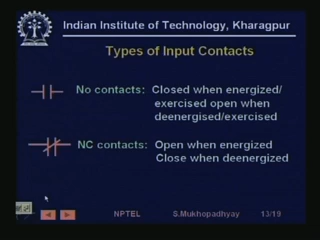 Indian Institute of Technology, Kharagpur
Types of Input Contacts
No contacts: Closed when energized/
exercised open when
deenergised/exercised
NC contacts: Open when energized
Close when deenergized
NPTEL S.Mukhopadhyay 13/19